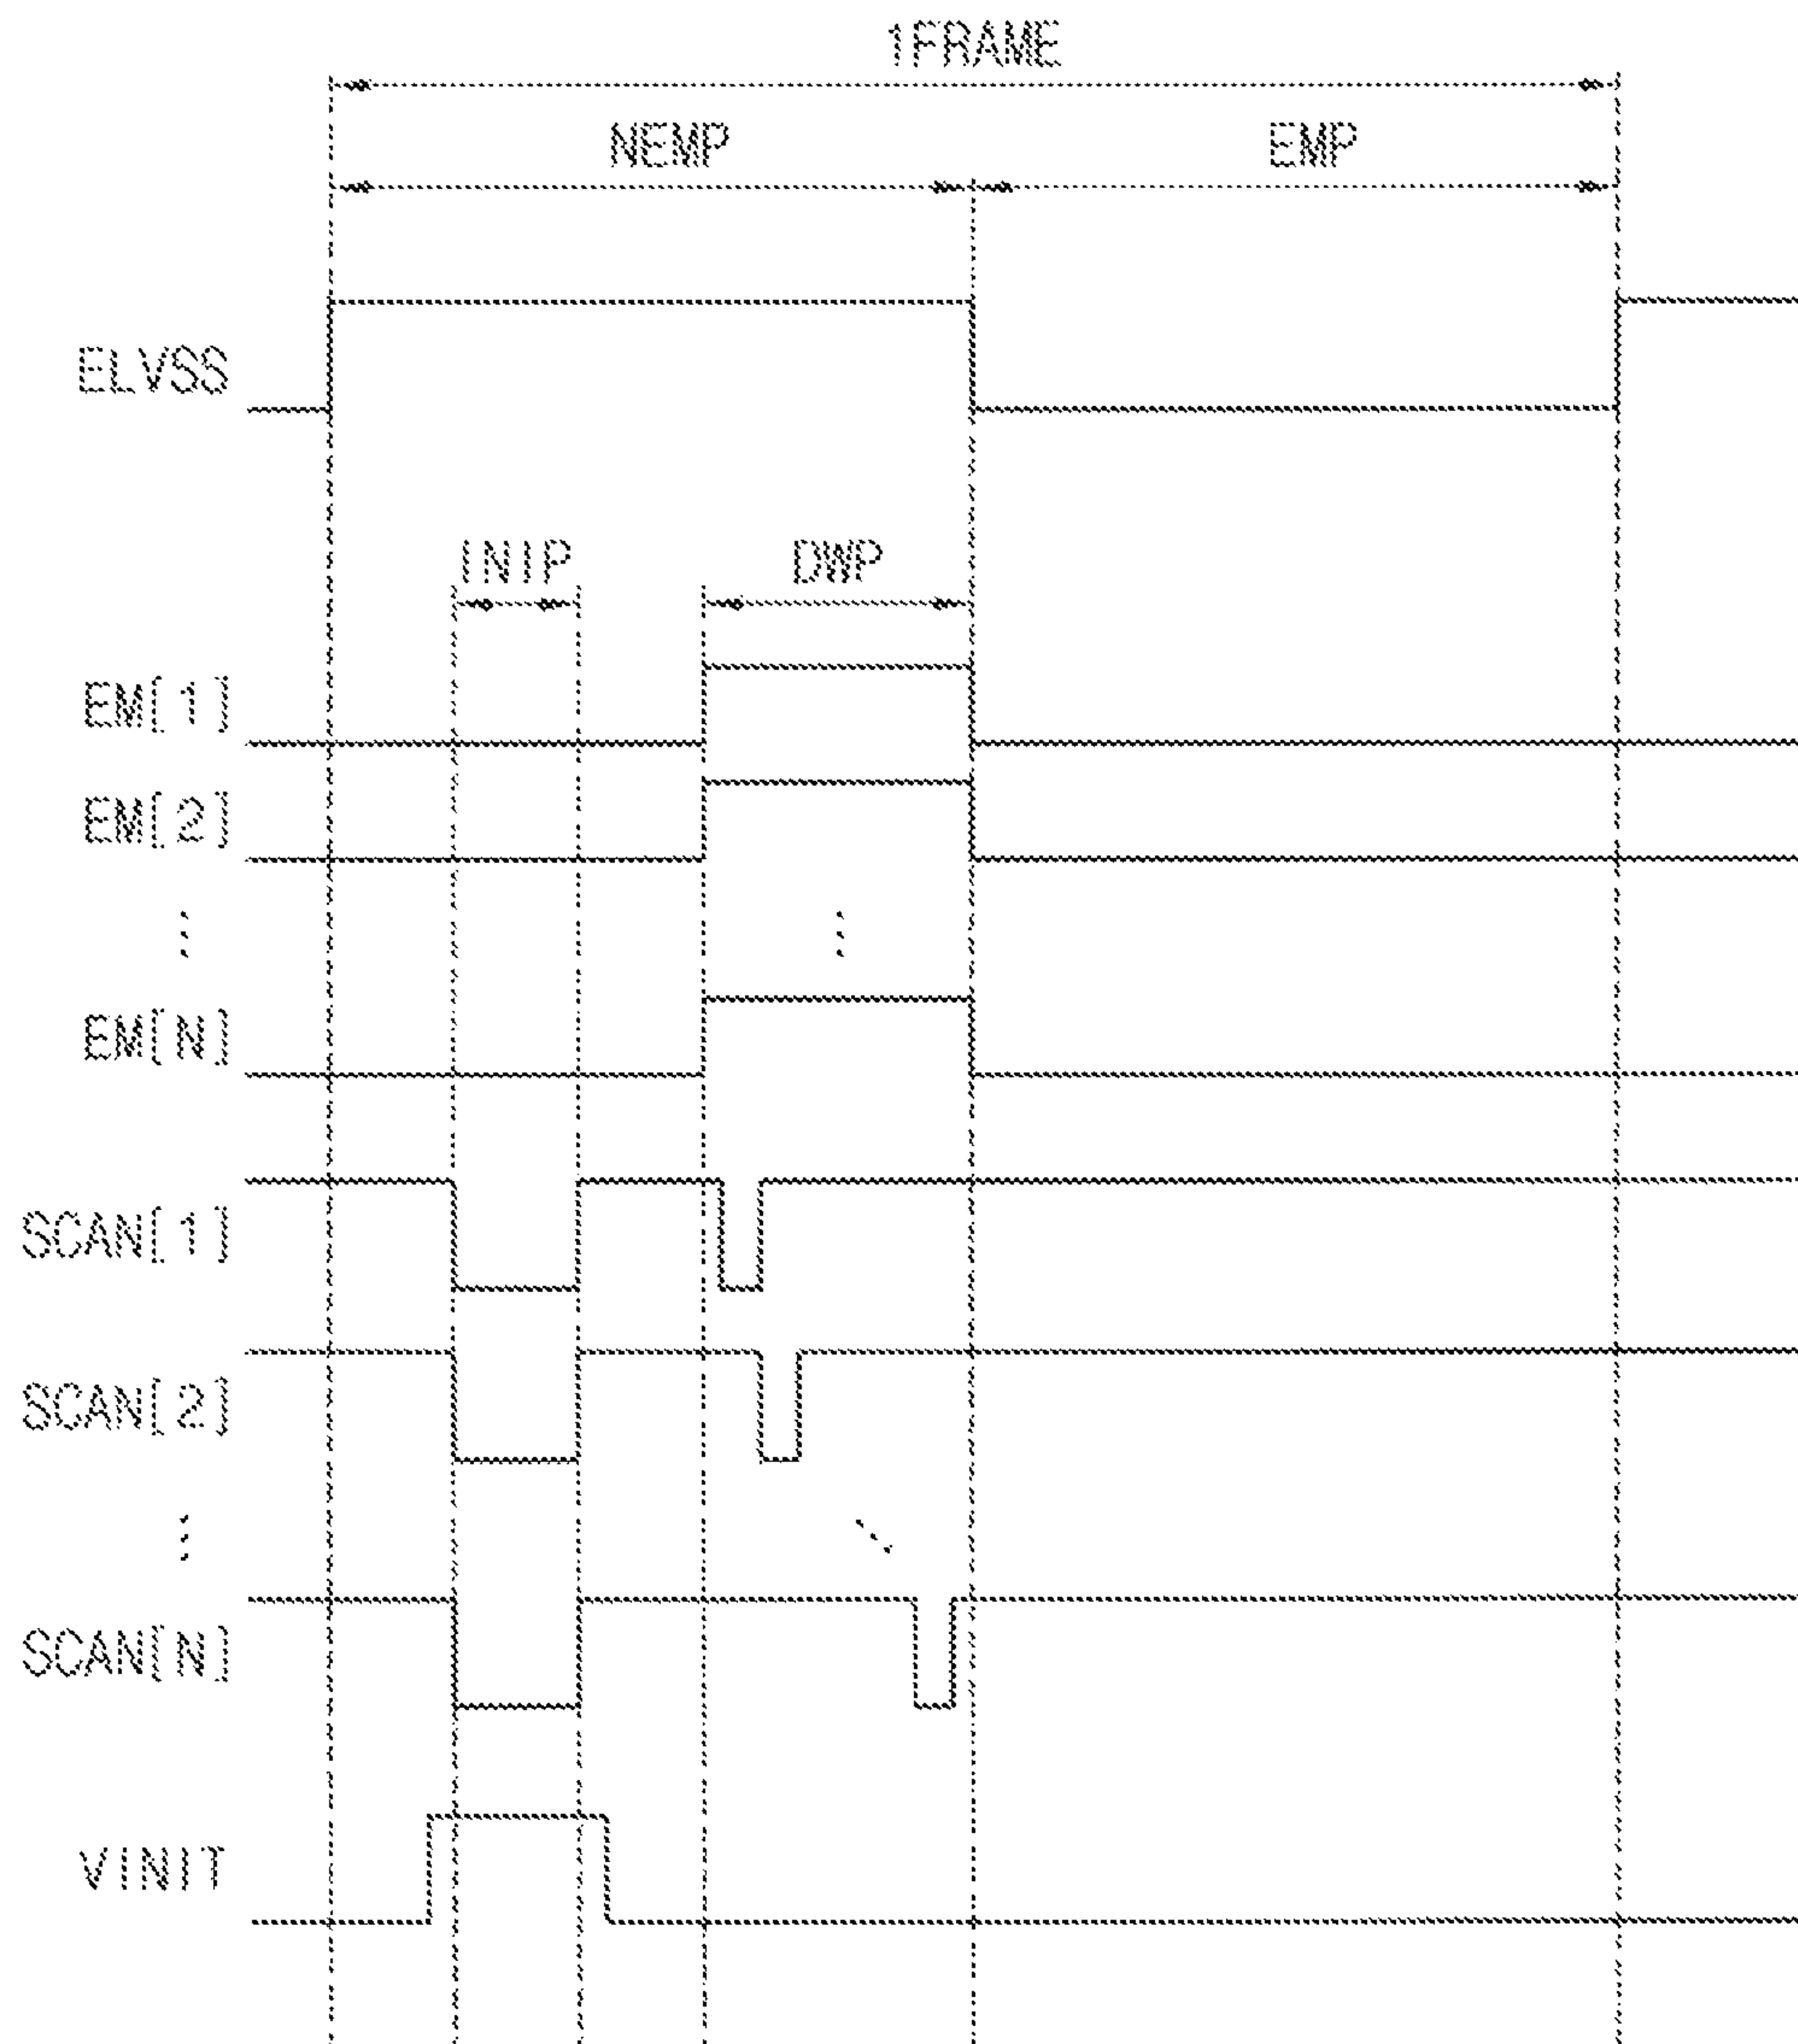 1FRAME
NEMP EMP
ELVSS
INIP DWP
EM[1]
EM[2]
⋮ ⋮
EM[N]
SCAN[1]
SCAN[2]
⋮ ⋱
SCAN[N]
VINIT